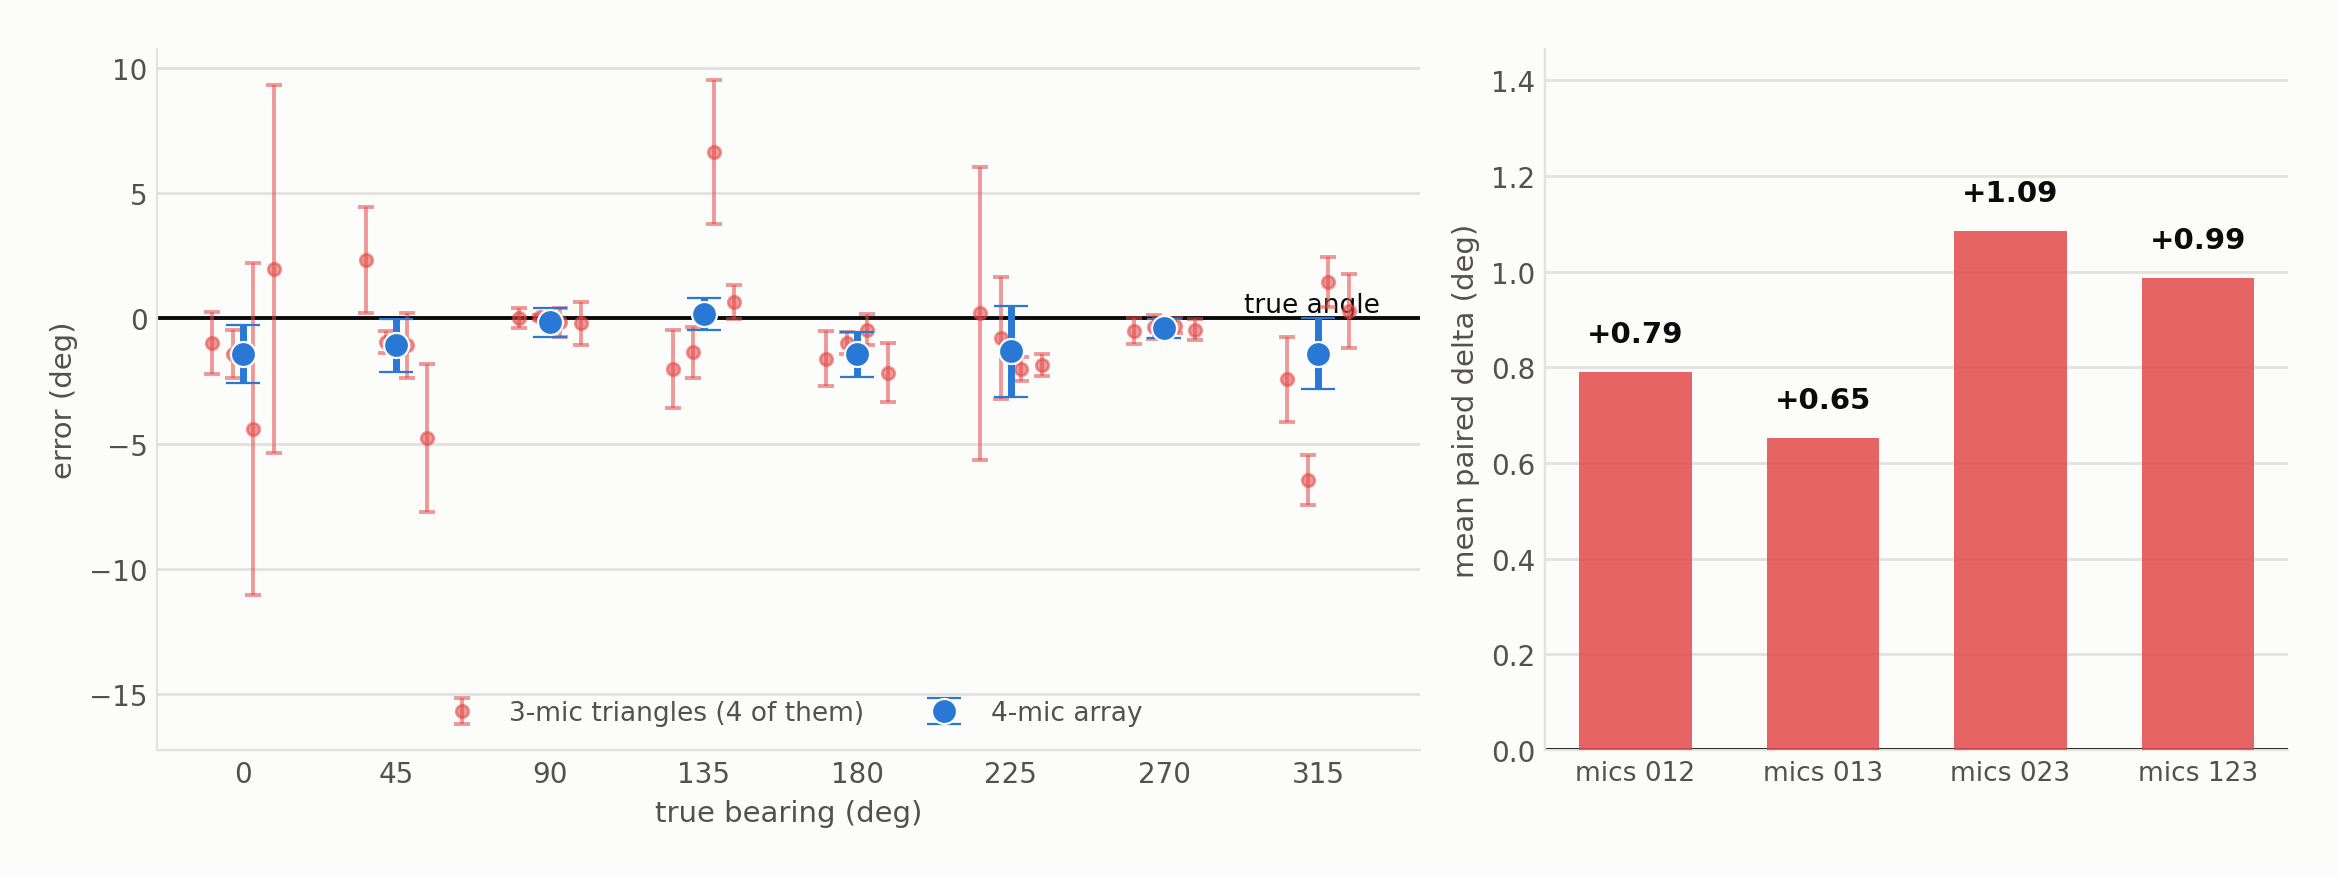 error (deg)
10
5
0
−5
−10
−15
true angle
3-mic triangles (4 of them)
4-mic array
0 45 90 135 180 225 270 315
true bearing (deg)
mean paired delta (deg)
1.4
1.2
1.0
0.8
0.6
0.4
0.2
0.0
+0.79
+0.65
+1.09
+0.99
mics 012 mics 013 mics 023 mics 123